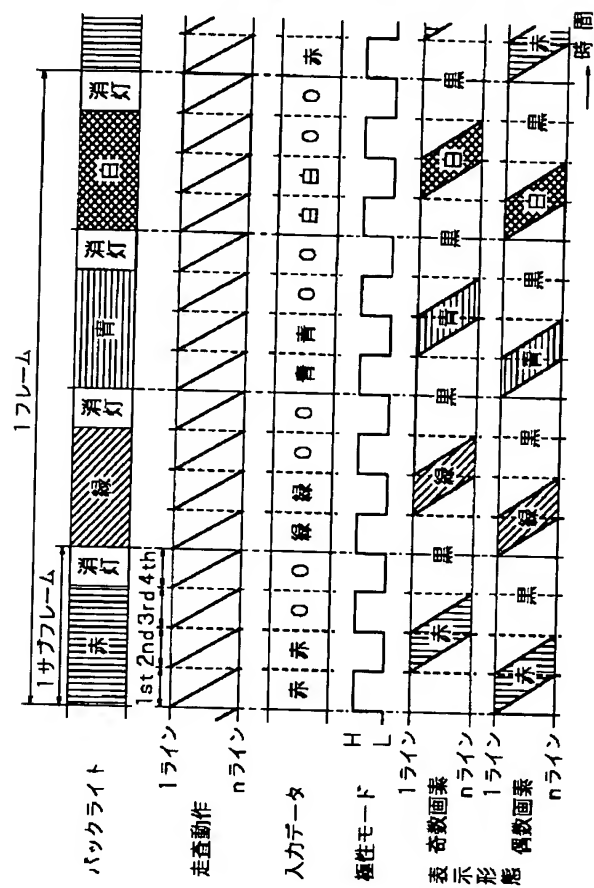 1フレーム
1サブフレーム
バックライト 赤 消灯 緑 消灯 青 消灯 白 消灯
1st 2nd 3rd 4th
走査動作 1ライン nライン
入力データ 赤 赤 0 0 緑 緑 0 0 青 青 0 0 白 白 0 0 赤
極性モード H L
表示形態
奇数画素 1ライン nライン 赤 黒 緑 黒 青 黒 白 黒
偶数画素 1ライン nライン 赤 黒 緑 黒 青 黒 白 黒 赤
時間